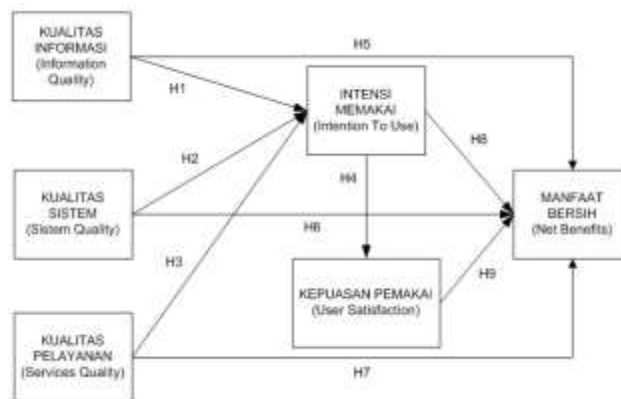 KUALITAS
INFORMASI
(Information
Quality)
H5
H1
INTENSI
MEMAKAI
(Intention To Use)
H2
H8
H4
KUALITAS
SISTEM
(Sistem Quality)
MANFAAT
BERSIH
(Net Benefits)
H6
H3
KEPUASAN PEMAKAI
(User Satisfaction)
H9
KUALITAS
PELAYANAN
(Services Quality)
H7